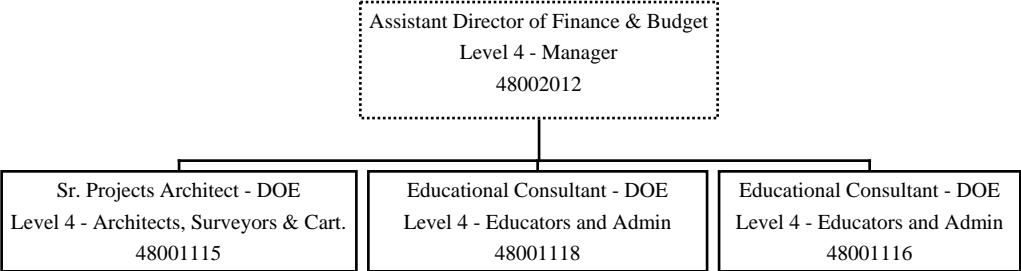 Assistant Director of Finance & Budget
Level 4 - Manager
48002012
Sr. Projects Architect - DOE
Level 4 - Architects, Surveyors & Cart.
48001115
Educational Consultant - DOE
Level 4 - Educators and Admin
48001118
Educational Consultant - DOE
Level 4 - Educators and Admin
48001116